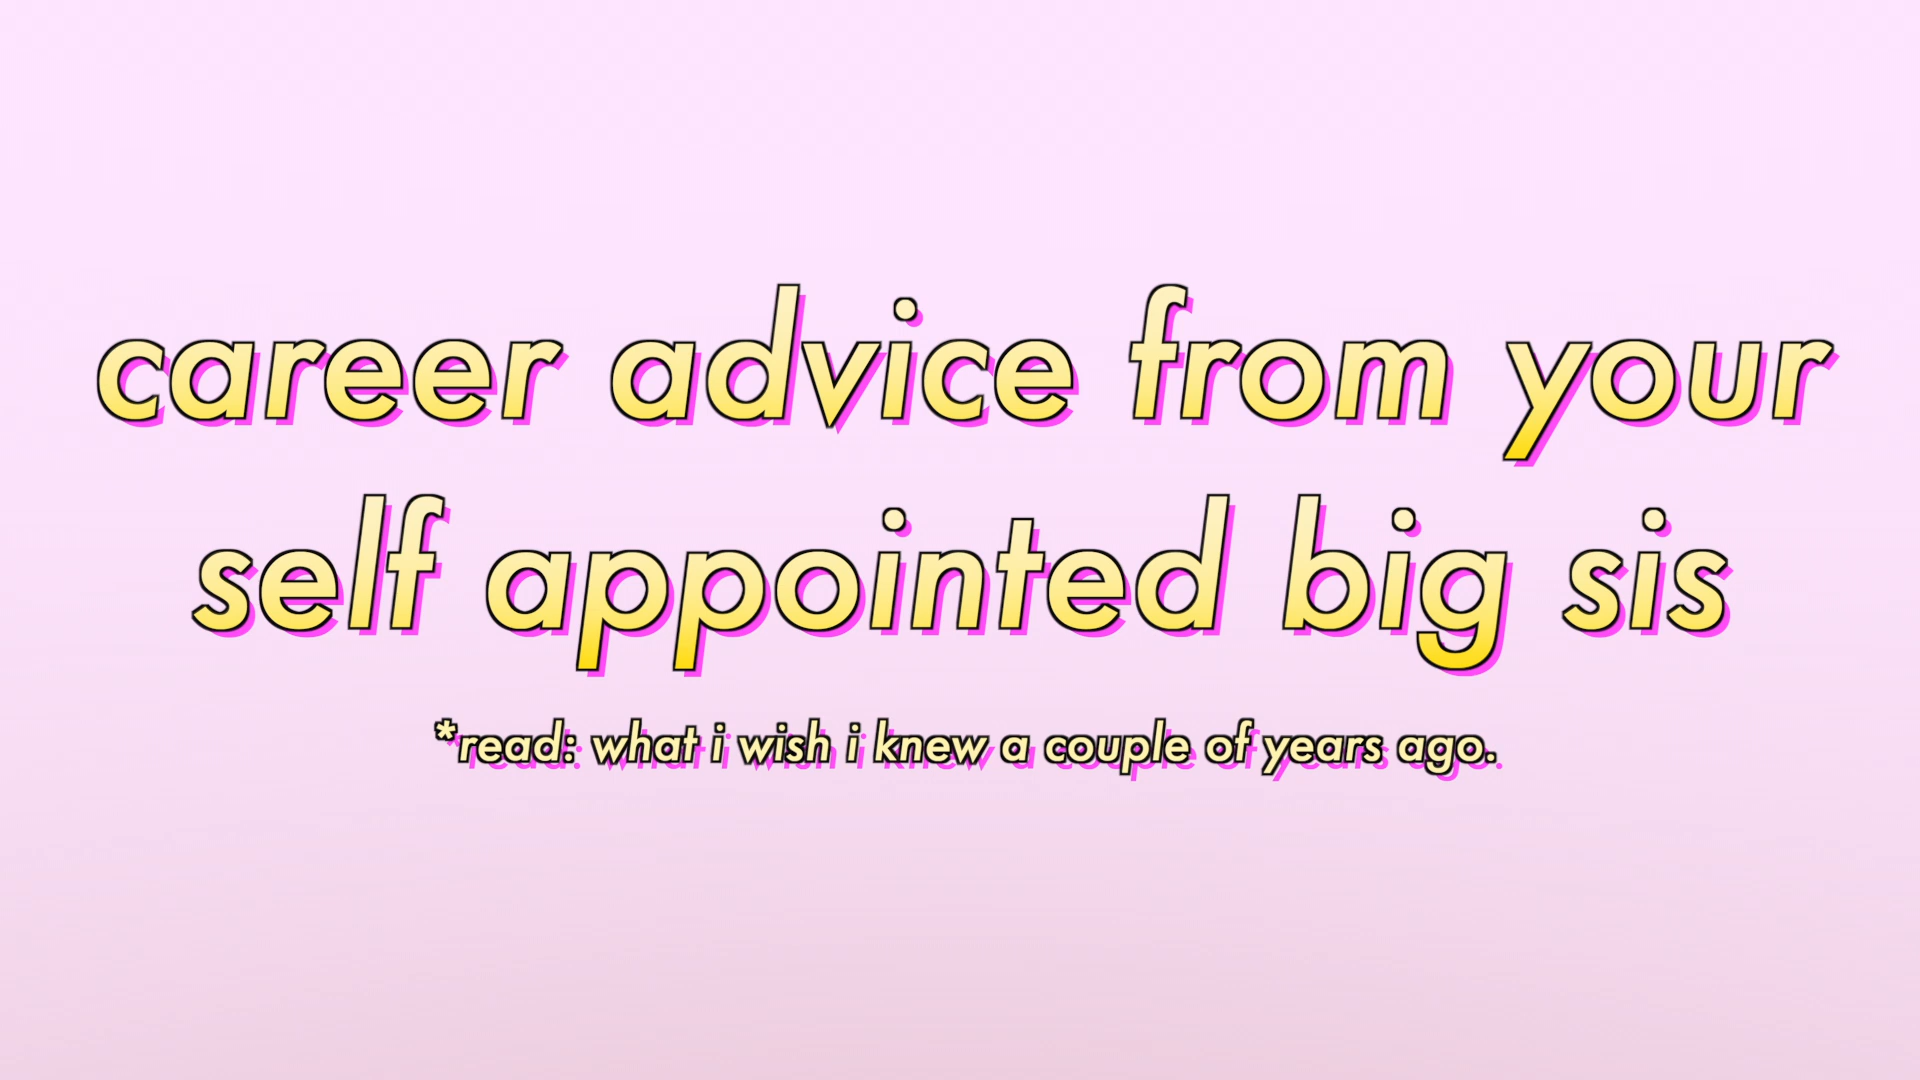 career advice from your
self appointed big sis
*read: what i wish i knew a couple of years ago.